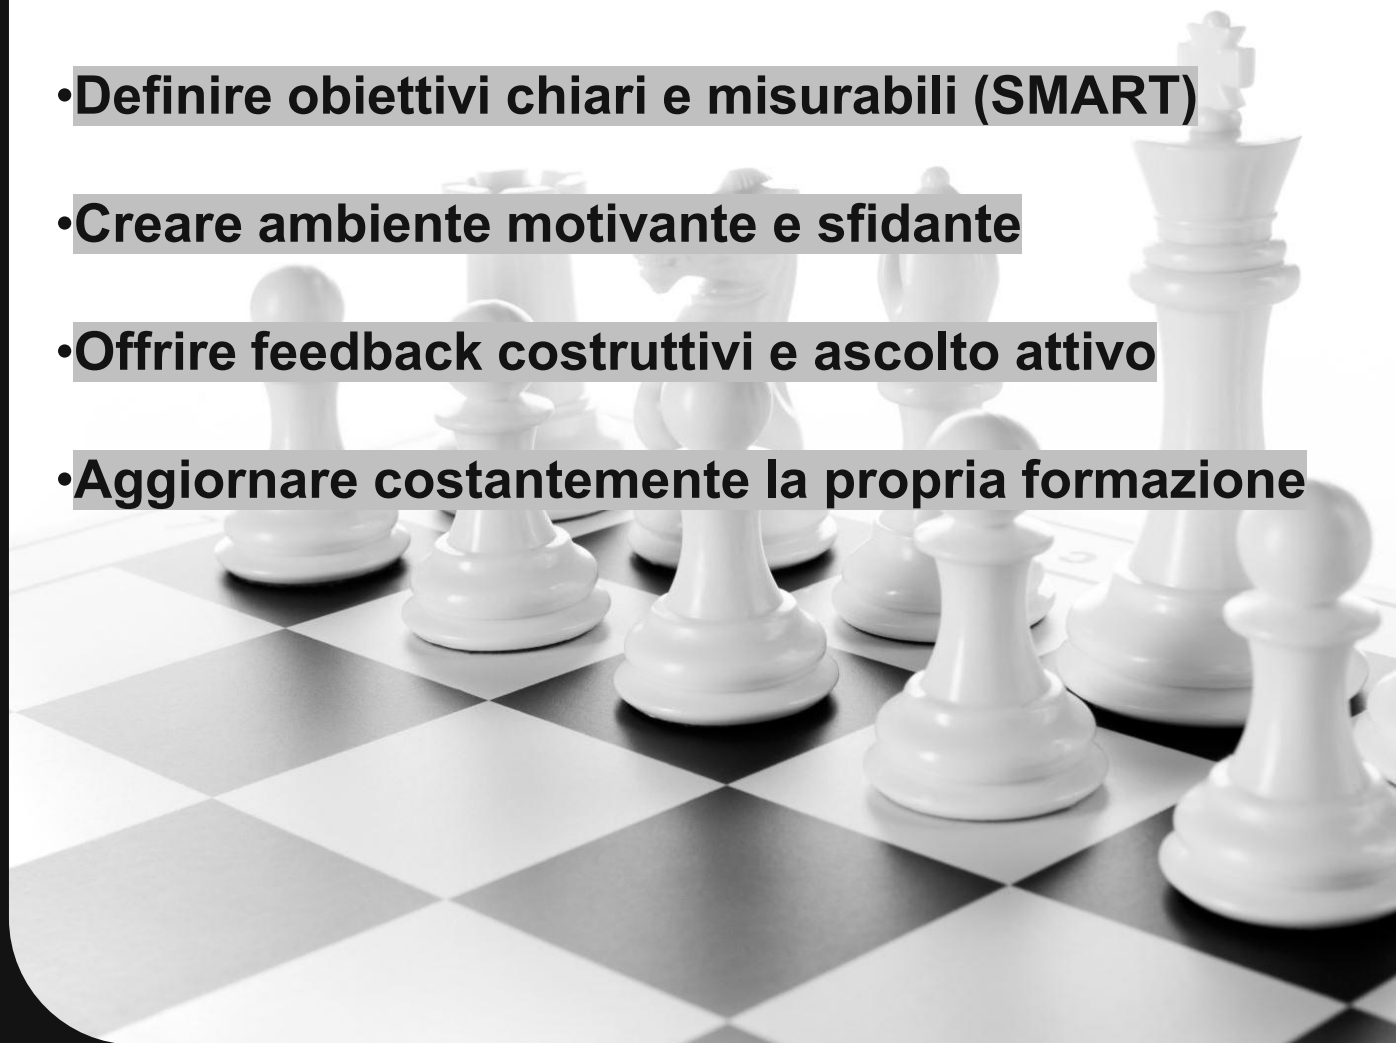 •Definire obiettivi chiari e misurabili (SMART)
•Creare ambiente motivante e sfidante
•Offrire feedback costruttivi e ascolto attivo
•Aggiornare costantemente la propria formazione